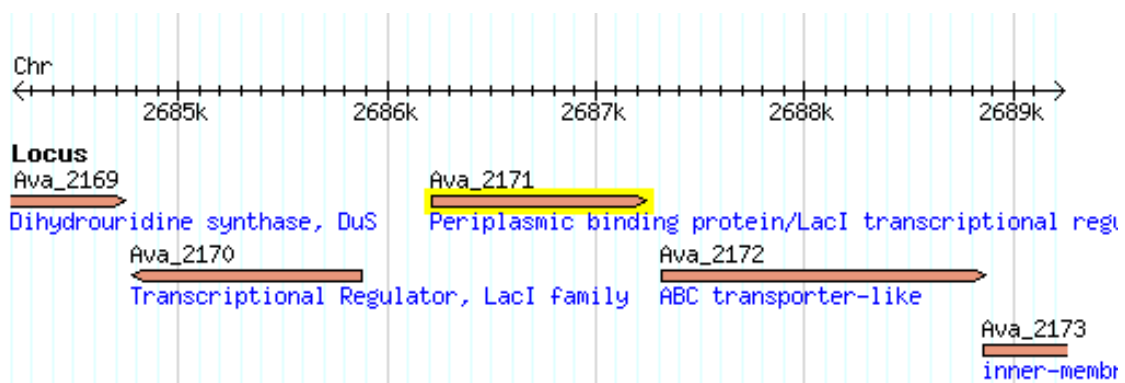 Chr
2685k 2686k 2687k 2688k 2689k
Locus
Ava_2169 Ava_2171
Dihydrouridine synthase, DuS Periplasmic binding protein/LacI transcriptional regu
Ava_2170 Ava_2172
Transcriptional Regulator, LacI family ABC transporter-like
Ava_2173
inner-membr